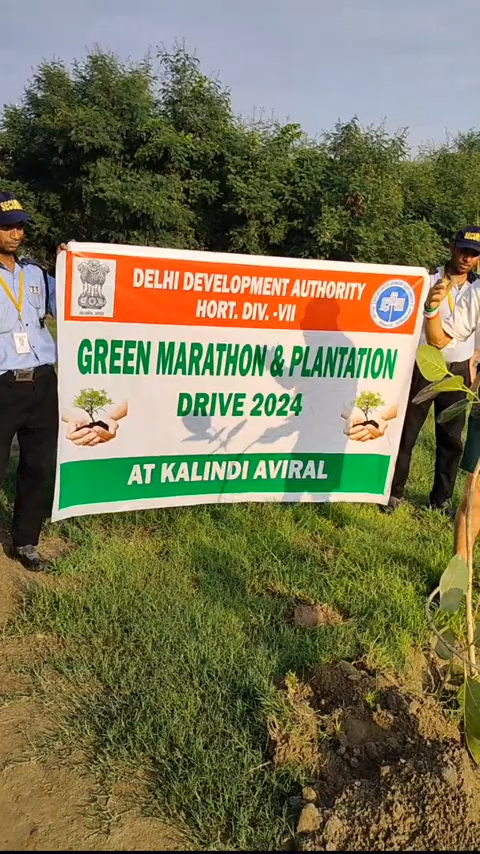 DELHI DEVELOPMENT AUTHORITY
HORT. DIV. -VII
GREEN MARATHON & PLANTATION
DRIVE 2024
AT KALINDI AVIRAL